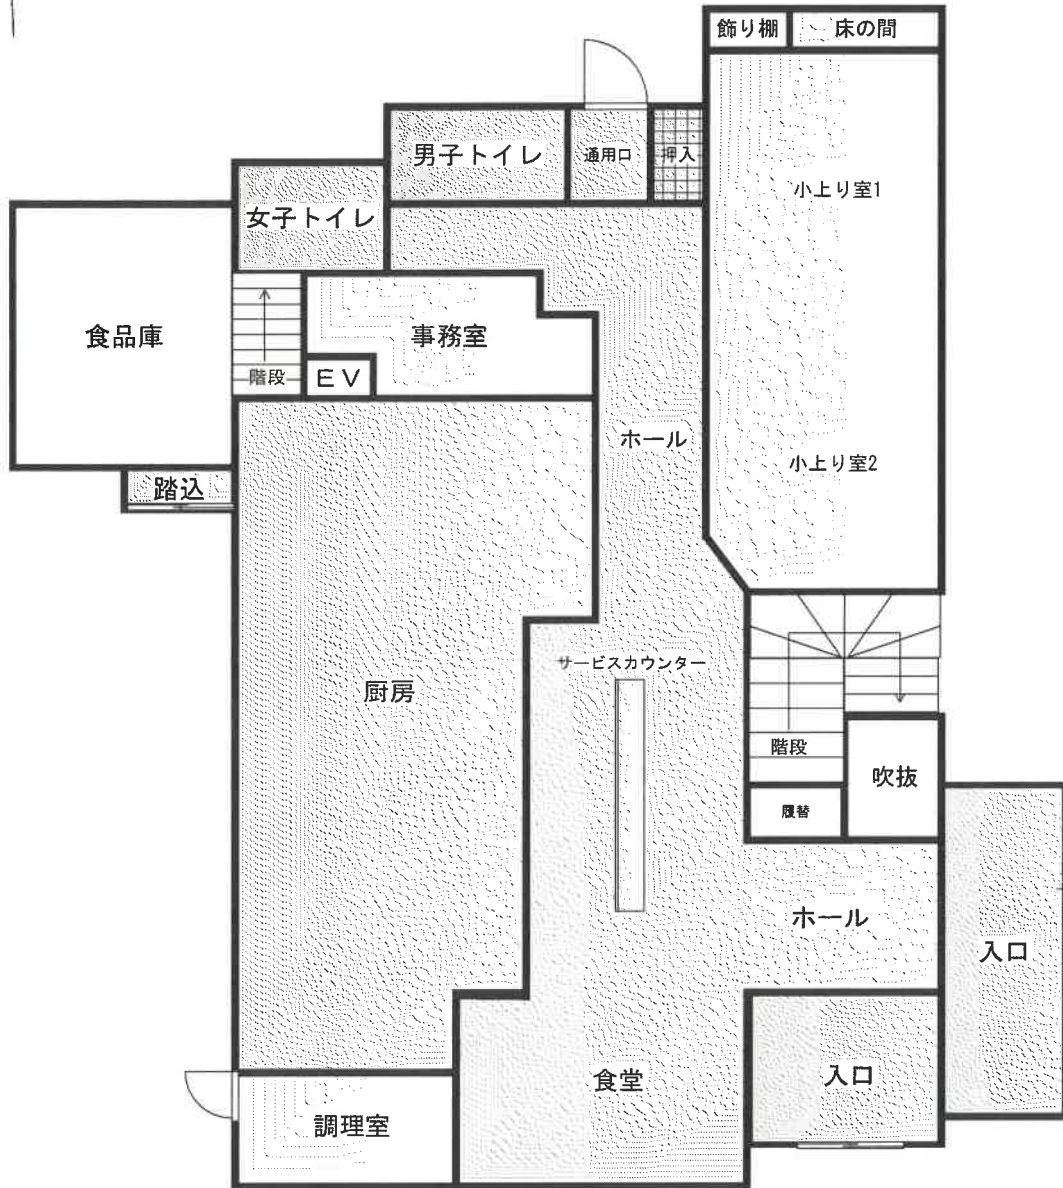 飾り棚
床の間
男子トイレ
通用口
押入
女子トイレ
小上り室1
食品庫
事務室
階段
EV
ホール
小上り室2
踏込
サービスカウンター
厨房
階段
吹抜
履替
ホール
入口
食堂
入口
調理室